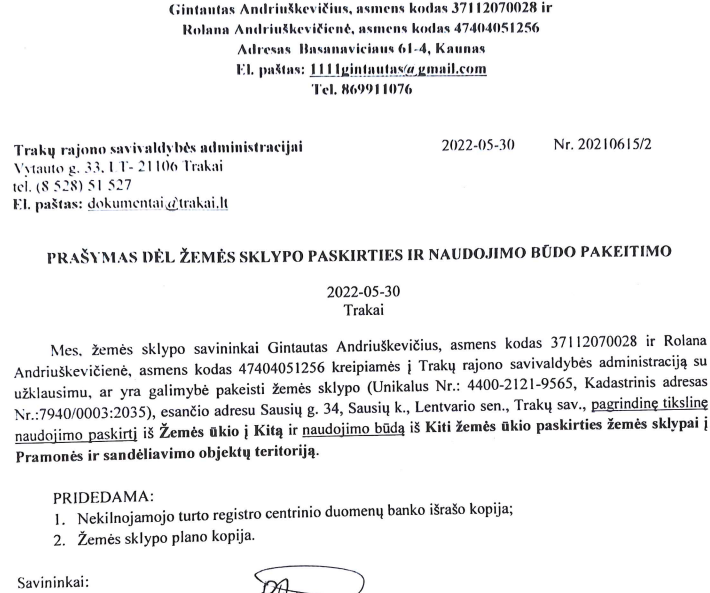 Gintautas Andriuškevičius, asmens kodas 37112070028 ir
Rolana Andriuškevičienė, asmens kodas 47404051256
Adresas Basanaviciaus 61-4, Kaunas
El. paštas: 1111gintautas@gmail.com
Tel. 869911076
Trakų rajono savivaldybės administracijai 2022-05-30 Nr. 20210615/2
Vytauto g. 33, LT- 21106 Trakai
tel. (8 528) 51 527
El. paštas: dokumentai@trakai.lt
PRAŠYMAS DĖL ŽEMĖS SKLYPO PASKIRTIES IR NAUDOJIMO BŪDO PAKEITIMO
2022-05-30
Trakai
Mes, žemės sklypo savininkai Gintautas Andriuškevičius, asmens kodas 37112070028 ir Rolana
Andriuškevičienė, asmens kodas 47404051256 kreipiamės į Trakų rajono savivaldybės administraciją su
užklausimu, ar yra galimybė pakeisti žemės sklypo (Unikalus Nr.: 4400-2121-9565, Kadastrinis adresas
Nr.:7940/0003:2035), esančio adresu Sausių g. 34, Sausių k., Lentvario sen., Trakų sav., pagrindinę tikslinę
naudojimo paskirtį iš Žemės ūkio į Kitą ir naudojimo būdą iš Kiti žemės ūkio paskirties žemės sklypai į
Pramonės ir sandėliavimo objektų teritoriją.
PRIDEDAMA:
1. Nekilnojamojo turto registro centrinio duomenų banko išrašo kopija;
2. Žemės sklypo plano kopija.
Savininkai: